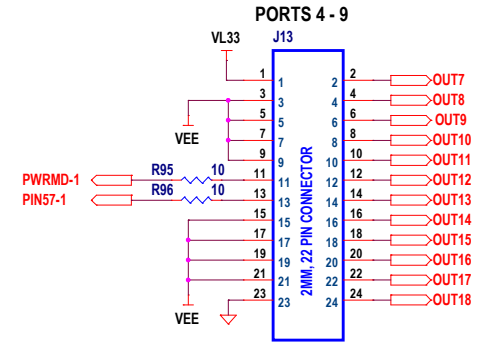 PORTS 4 - 9
VL33 J13
1 1 2 2 OUT7
3 3 4 4 OUT8
5 5 6 6 OUT9
VEE 7 7 8 8 OUT10
9 9 10 10 OUT11
PWRMD-1 R95 10 11 11 12 12 OUT12
PIN57-1 R96 10 13 13 14 14 OUT13
15 15 16 16 OUT14
17 17 18 18 OUT15
19 19 20 20 OUT16
21 21 22 22 OUT17
VEE 23 23 24 24 OUT18
2MM, 22 PIN CONNECTOR